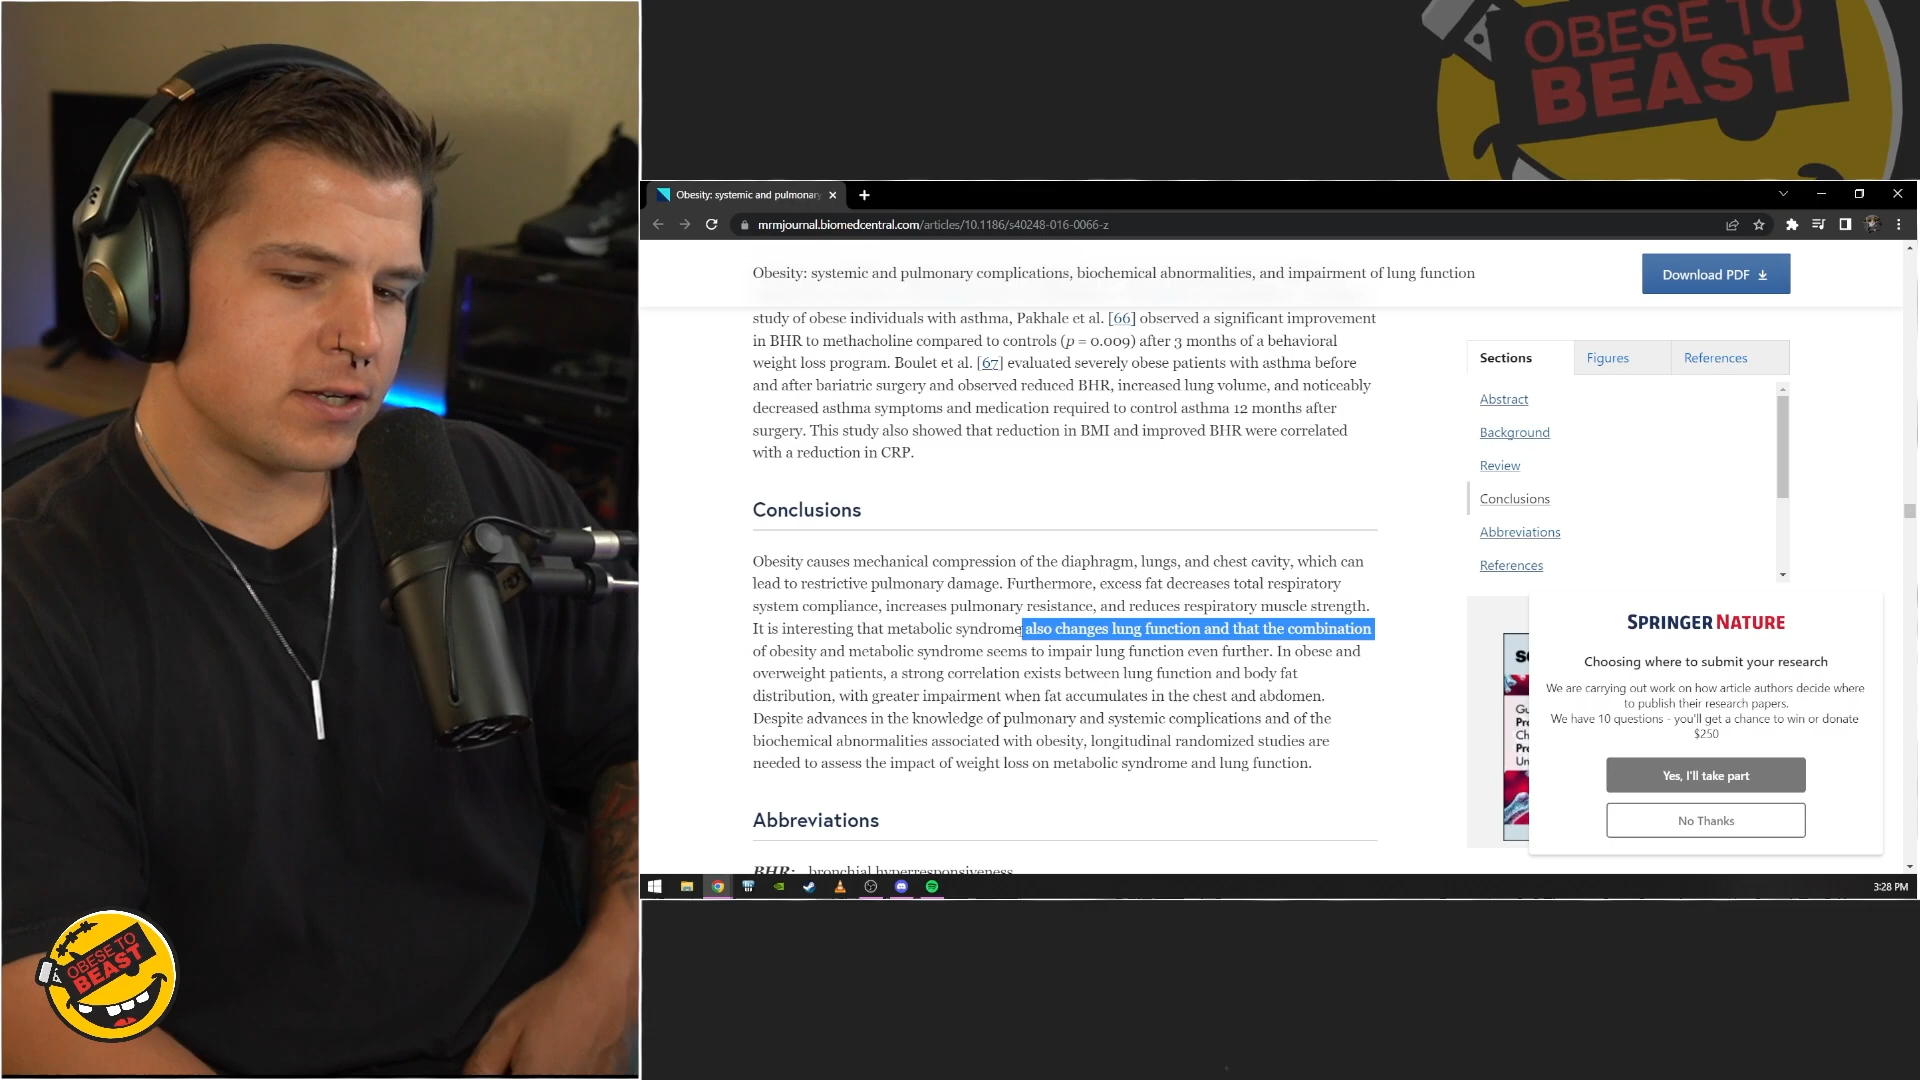 OBESE TO
BEAST
Obesity: systemic and pulmonary
mrmjournal.biomedcentral.com/articles/10.1186/s40248-016-0066-z
Obesity: systemic and pulmonary complications, biochemical abnormalities, and impairment of lung function
Download PDF
study of obese individuals with asthma, Pakhale et al. [66] observed a significant improvement
in BHR to methacholine compared to controls (p = 0.009) after 3 months of a behavioral
weight loss program. Boulet et al. [67] evaluated severely obese patients with asthma before
and after bariatric surgery and observed reduced BHR, increased lung volume, and noticeably
decreased asthma symptoms and medication required to control asthma 12 months after
surgery. This study also showed that reduction in BMI and improved BHR were correlated
with a reduction in CRP.
Conclusions
Obesity causes mechanical compression of the diaphragm, lungs, and chest cavity, which can
lead to restrictive pulmonary damage. Furthermore, excess fat decreases total respiratory
system compliance, increases pulmonary resistance, and reduces respiratory muscle strength.
It is interesting that metabolic syndrome also changes lung function and that the combination
of obesity and metabolic syndrome seems to impair lung function even further. In obese and
overweight patients, a strong correlation exists between lung function and body fat
distribution, with greater impairment when fat accumulates in the chest and abdomen.
Despite advances in the knowledge of pulmonary and systemic complications and of the
biochemical abnormalities associated with obesity, longitudinal randomized studies are
needed to assess the impact of weight loss on metabolic syndrome and lung function.
Abbreviations
BHR: bronchial hyperresponsiveness
Sections Figures References
Abstract
Background
Review
Conclusions
Abbreviations
References
SPRINGER NATURE
Choosing where to submit your research
We are carrying out work on how article authors decide where
to publish their research papers.
We have 10 questions - you'll get a chance to win or donate
$250
Yes, I'll take part
No Thanks
3:28 PM
OBESE TO
BEAST